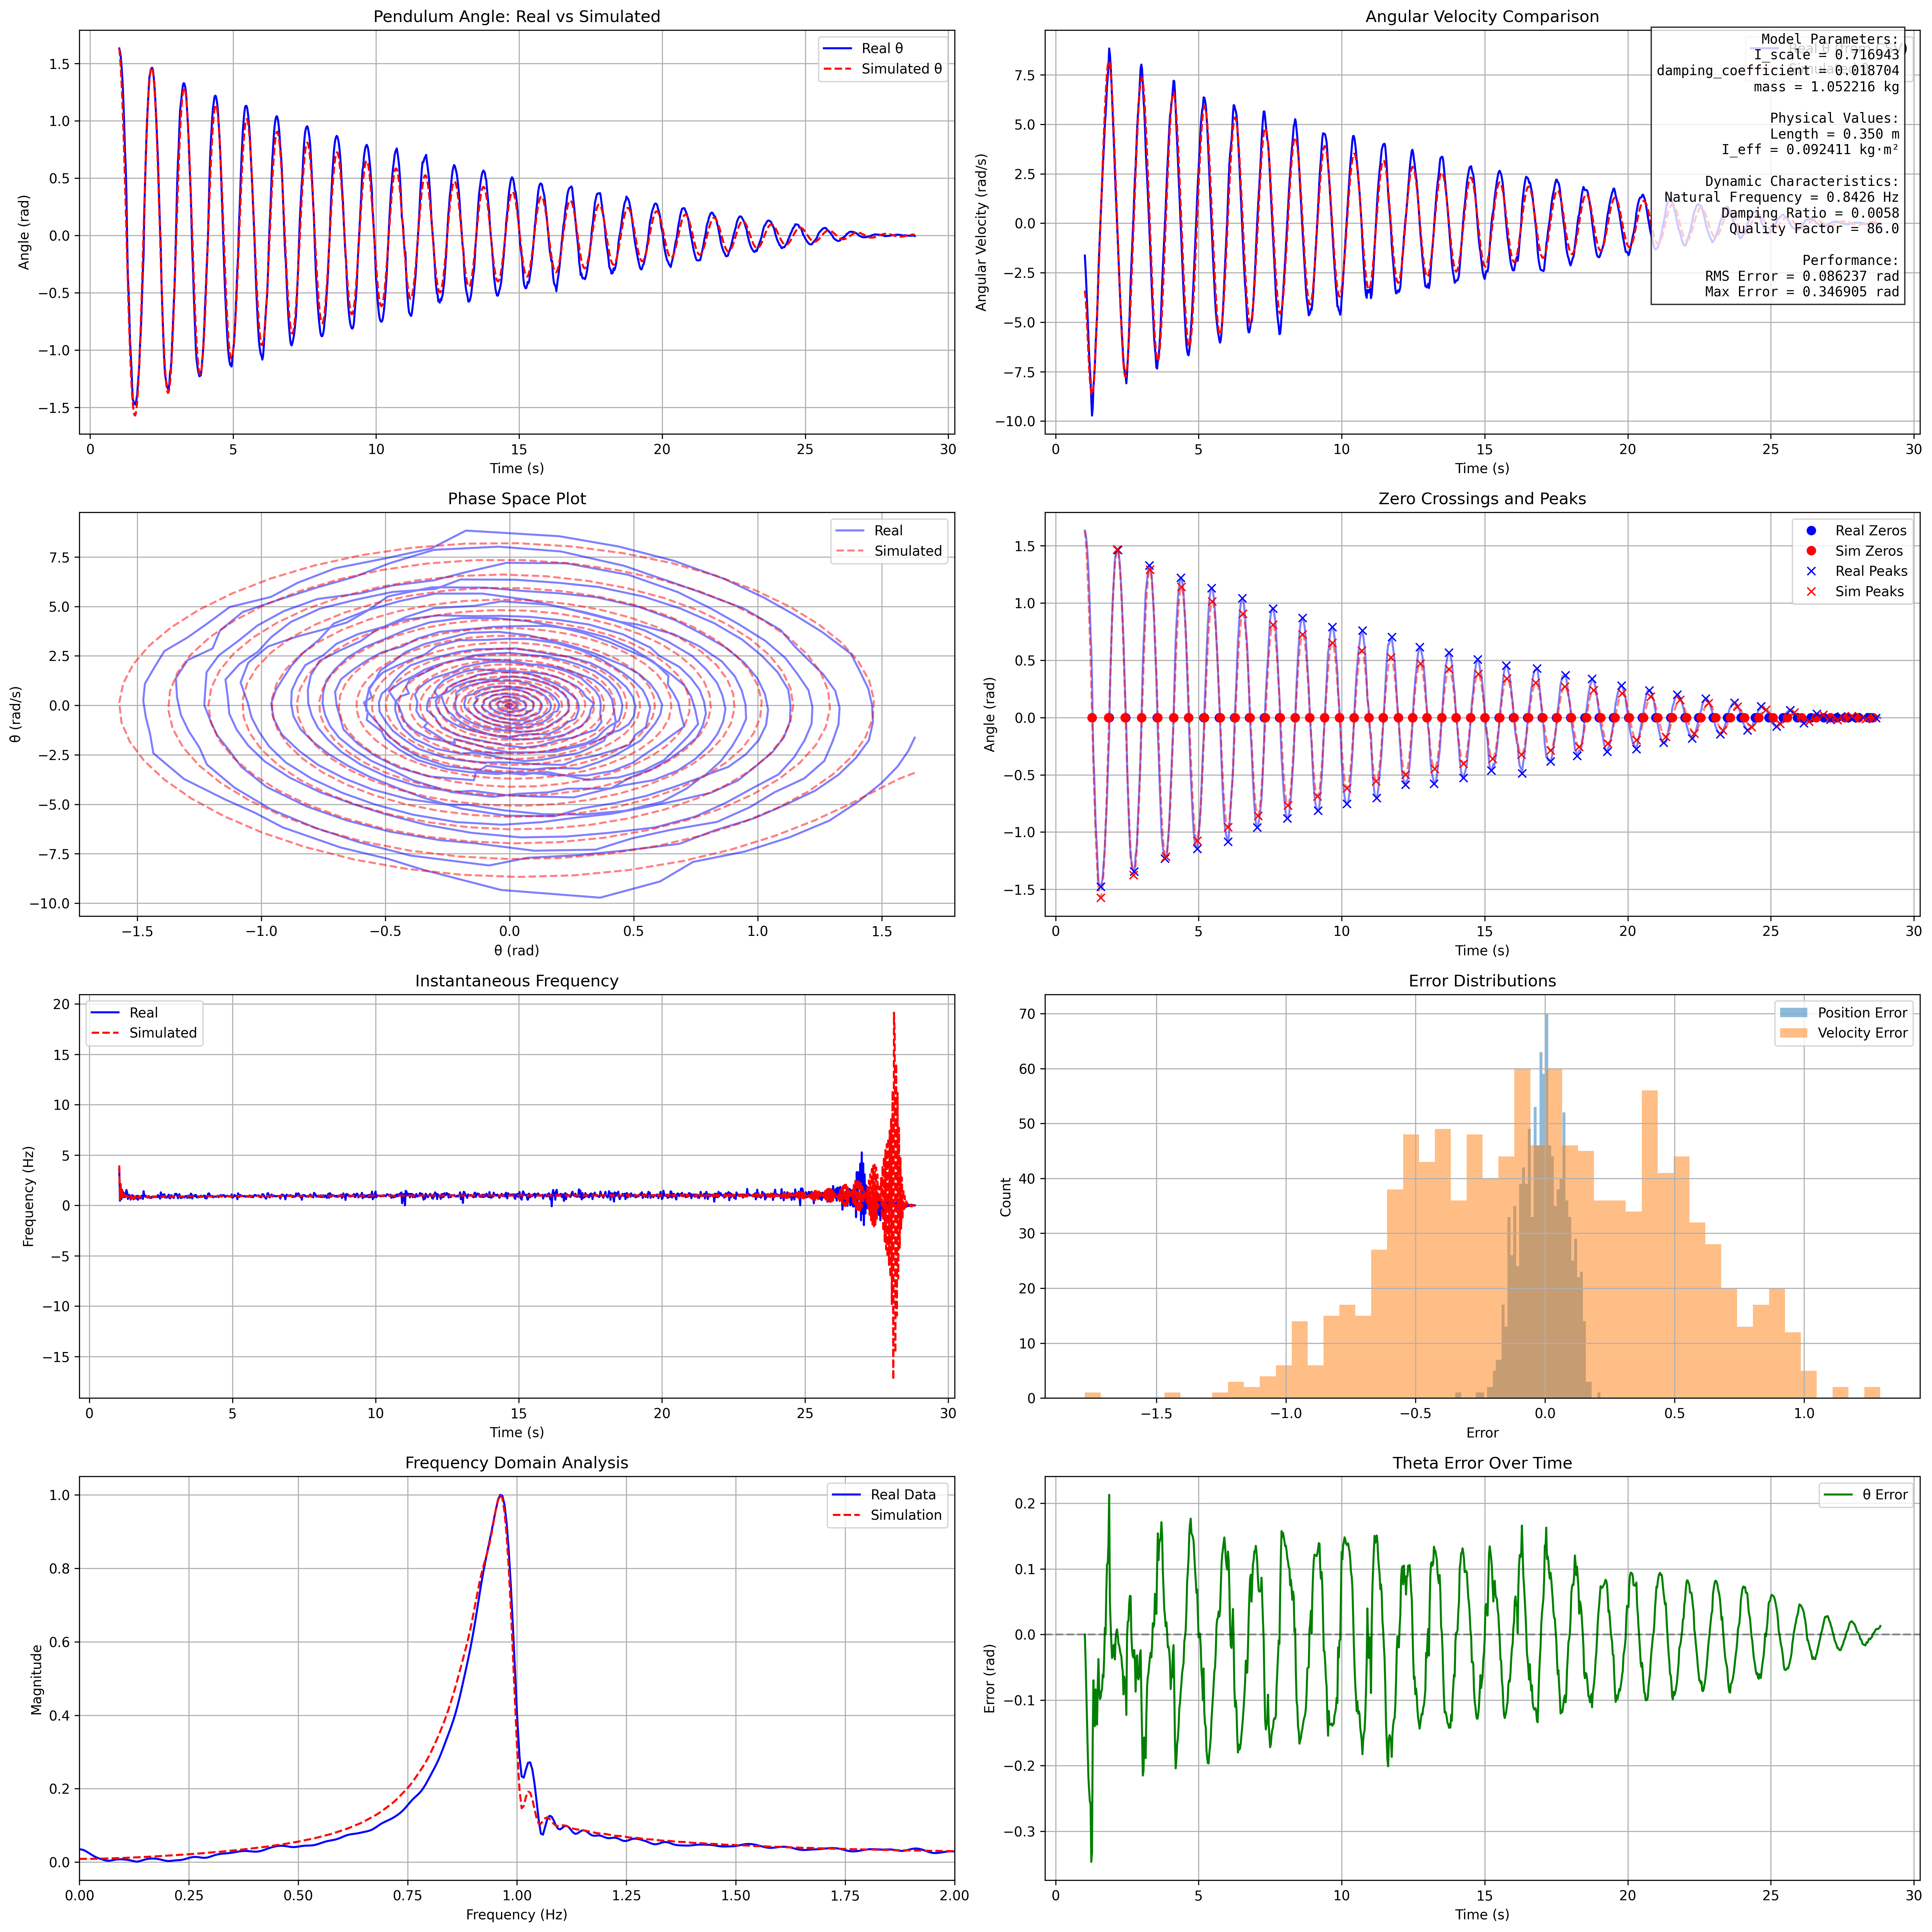 Pendulum Angle: Real vs Simulated
Real θ
Simulated θ
Angle (rad)
1.5
1.0
0.5
0.0
−0.5
−1.0
−1.5
0 5 10 15 20 25 30
Time (s)
Angular Velocity Comparison
Model Parameters:
I_scale = 0.716943
damping_coefficient = 0.018704
mass = 1.052216 kg
Physical Values:
Length = 0.350 m
I_eff = 0.092411 kg·m²
Dynamic Characteristics:
Natural Frequency = 0.8426 Hz
Damping Ratio = 0.0058
Quality Factor = 86.0
Performance:
RMS Error = 0.086237 rad
Max Error = 0.346905 rad
Angular Velocity (rad/s)
7.5
5.0
2.5
0.0
−2.5
−5.0
−7.5
−10.0
0 5 10 15 20 25 30
Time (s)
Phase Space Plot
Real
Simulated
θ (rad/s)
7.5
5.0
2.5
0.0
−2.5
−5.0
−7.5
−10.0
−1.5 −1.0 −0.5 0.0 0.5 1.0 1.5
θ (rad)
Zero Crossings and Peaks
Real Zeros
Sim Zeros
Real Peaks
Sim Peaks
Angle (rad)
1.5
1.0
0.5
0.0
−0.5
−1.0
−1.5
0 5 10 15 20 25 30
Time (s)
Instantaneous Frequency
Real
Simulated
Frequency (Hz)
20
15
10
5
0
−5
−10
−15
0 5 10 15 20 25 30
Time (s)
Error Distributions
Position Error
Velocity Error
Count
70
60
50
40
30
20
10
0
−1.5 −1.0 −0.5 0.0 0.5 1.0
Error
Frequency Domain Analysis
Real Data
Simulation
Magnitude
1.0
0.8
0.6
0.4
0.2
0.0
0.00 0.25 0.50 0.75 1.00 1.25 1.50 1.75 2.00
Frequency (Hz)
Theta Error Over Time
θ Error
Error (rad)
0.2
0.1
0.0
−0.1
−0.2
−0.3
0 5 10 15 20 25 30
Time (s)